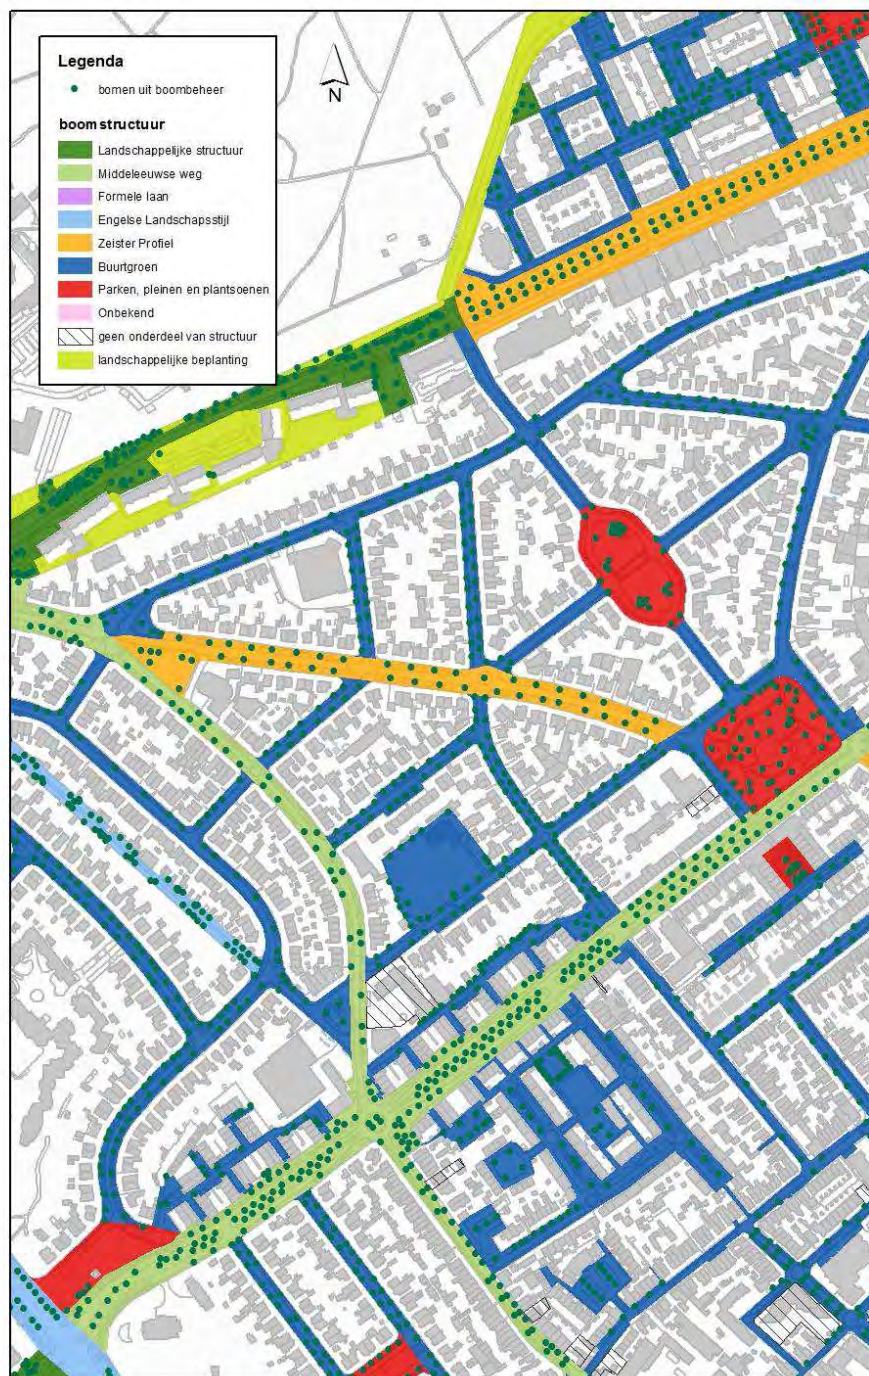 Legenda
bomen uit boombeheer
boomstructuur
Landschappelijke structuur
Middeleeuwse weg
Formele laan
Engelse Landschapsstijl
Zeister Profiel
Buurtgroen
Parken, pleinen en plantsoenen
Onbekend
geen onderdeel van structuur
landschappelijke beplanting
N